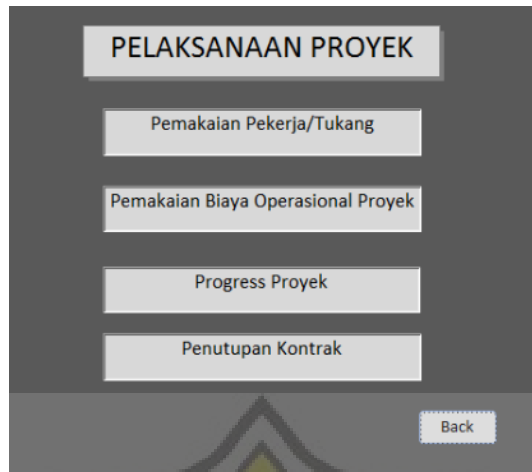 PELAKSANAAN PROYEK
Pemakaian Pekerja/Tukang
Pemakaian Biaya Operasional Proyek
Progress Proyek
Penutupan Kontrak
Back